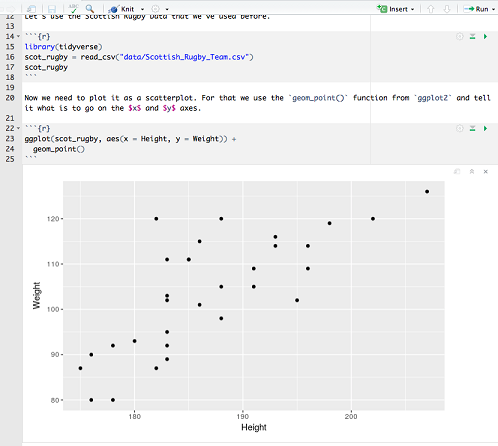 Knit
Insert
Run
12 Let's use the Scottish Rugby Data that we've used before.
13
14 ```{r}
15 library(tidyverse)
16 scot_rugby = read_csv("data/Scottish_Rugby_Team.csv")
17 scot_rugby
18 ```
19
20 Now we need to plot it as a scatterplot. For that we use the `geom_point()` function from `ggplot2` and tell
it what is to go on the $x$ and $y$ axes.
21
22 ```{r}
23 ggplot(scot_rugby, aes(x = Height, y = Weight)) +
24 geom_point()
25 ```
120
110
100
90
80
Weight
180 190 200
Height